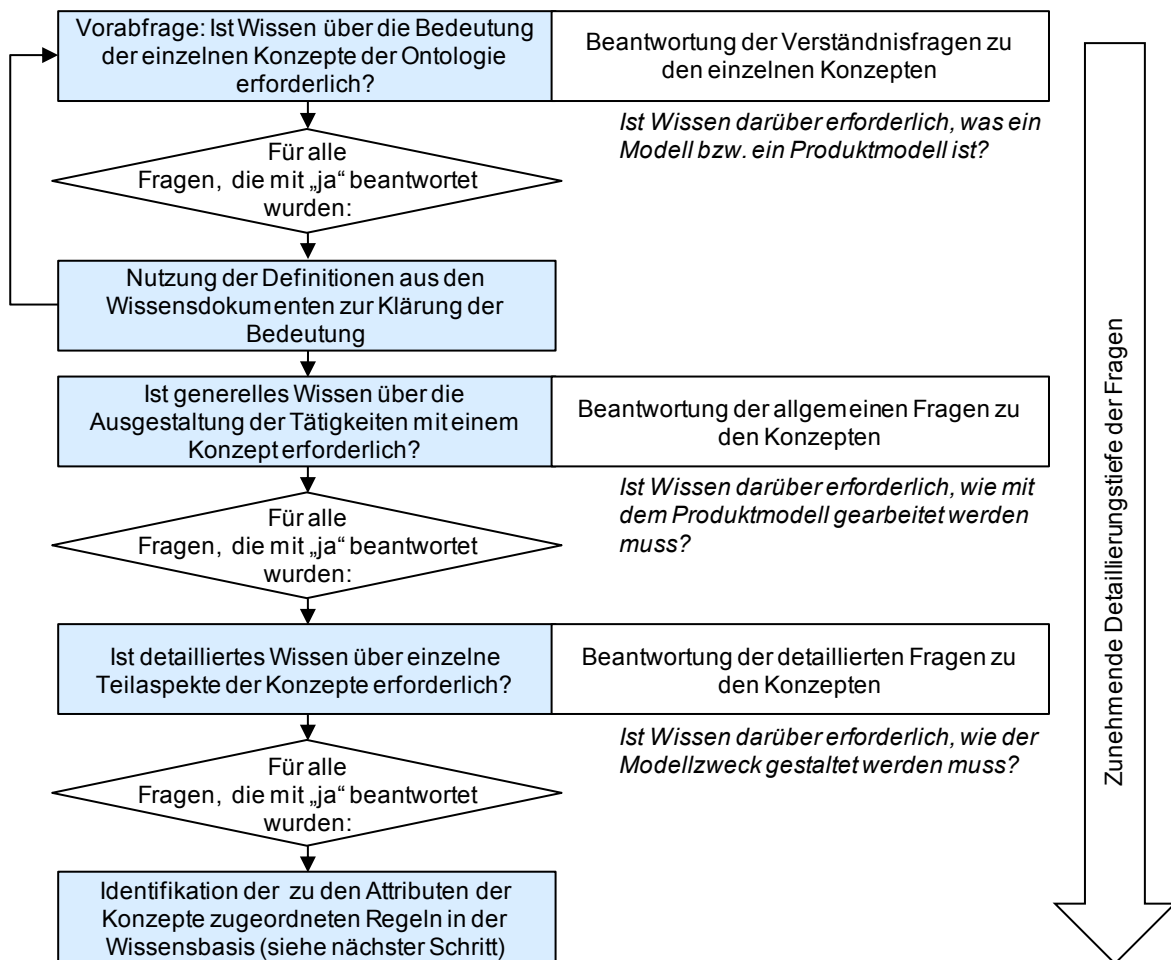 Vorabfrage: Ist Wissen über die Bedeutung
der einzelnen Konzepte der Ontologie
erforderlich?
Beantwortung der Verständnisfragen zu
den einzelnen Konzepten
Ist Wissen darüber erforderlich, was ein
Modell bzw. ein Produktmodell ist?
Für alle
Fragen, die mit „ja“ beantwortet
wurden:
Nutzung der Definitionen aus den
Wissensdokumenten zur Klärung der
Bedeutung
Ist generelles Wissen über die
Ausgestaltung der Tätigkeiten mit einem
Konzept erforderlich?
Beantwortung der allgemeinen Fragen zu
den Konzepten
Ist Wissen darüber erforderlich, wie mit
dem Produktmodell gearbeitet werden
muss?
Für alle
Fragen, die mit „ja“ beantwortet
wurden:
Ist detailliertes Wissen über einzelne
Teilaspekte der Konzepte erforderlich?
Beantwortung der detaillierten Fragen zu
den Konzepten
Ist Wissen darüber erforderlich, wie der
Modellzweck gestaltet werden muss?
Für alle
Fragen, die mit „ja“ beantwortet
wurden:
Identifikation der zu den Attributen der
Konzepte zugeordneten Regeln in der
Wissensbasis (siehe nächster Schritt)
Zunehmende Detaillierungstiefe der Fragen